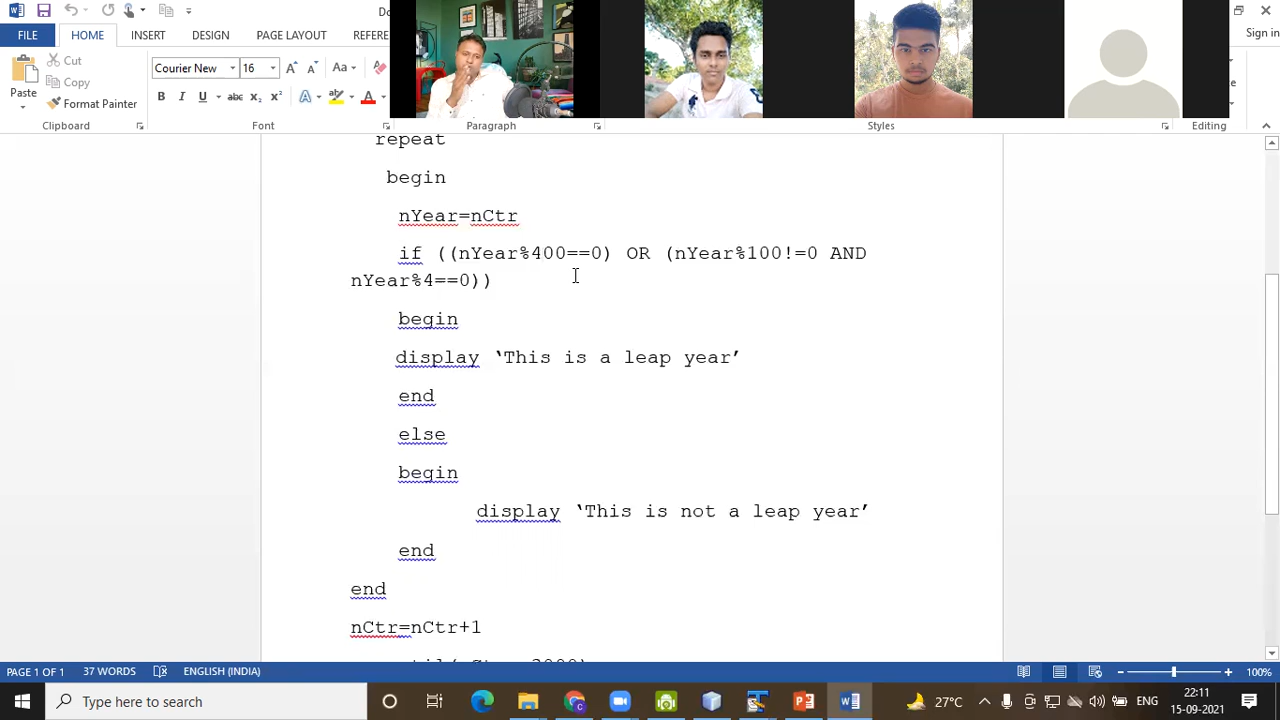 FILE HOME INSERT DESIGN PAGE LAYOUT Sign in
Cut
Copy
Format Painter
Paste
Courier New 16 Aa
B I U abc x₂ x² A A
Clipboard Font Paragraph Styles Editing
repeat
begin
nYear=nCtr
if ((nYear%400==0) OR (nYear%100!=0 AND
nYear%4==0))
begin
display ‘This is a leap year’
end
else
begin
display ‘This is not a leap year’
end
end
nCtr=nCtr+1
PAGE 1 OF 1 37 WORDS ENGLISH (INDIA) 100%
Type here to search
27°C ENG 22:11
15-09-2021